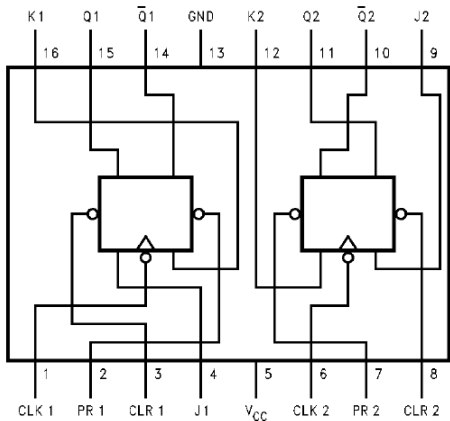 K1 Q1 Q̅1 GND K2 Q2 Q̅2 J2
16 15 14 13 12 11 10 9
1 2 3 4 5 6 7 8
CLK 1 PR 1 CLR 1 J1 VCC CLK 2 PR 2 CLR 2